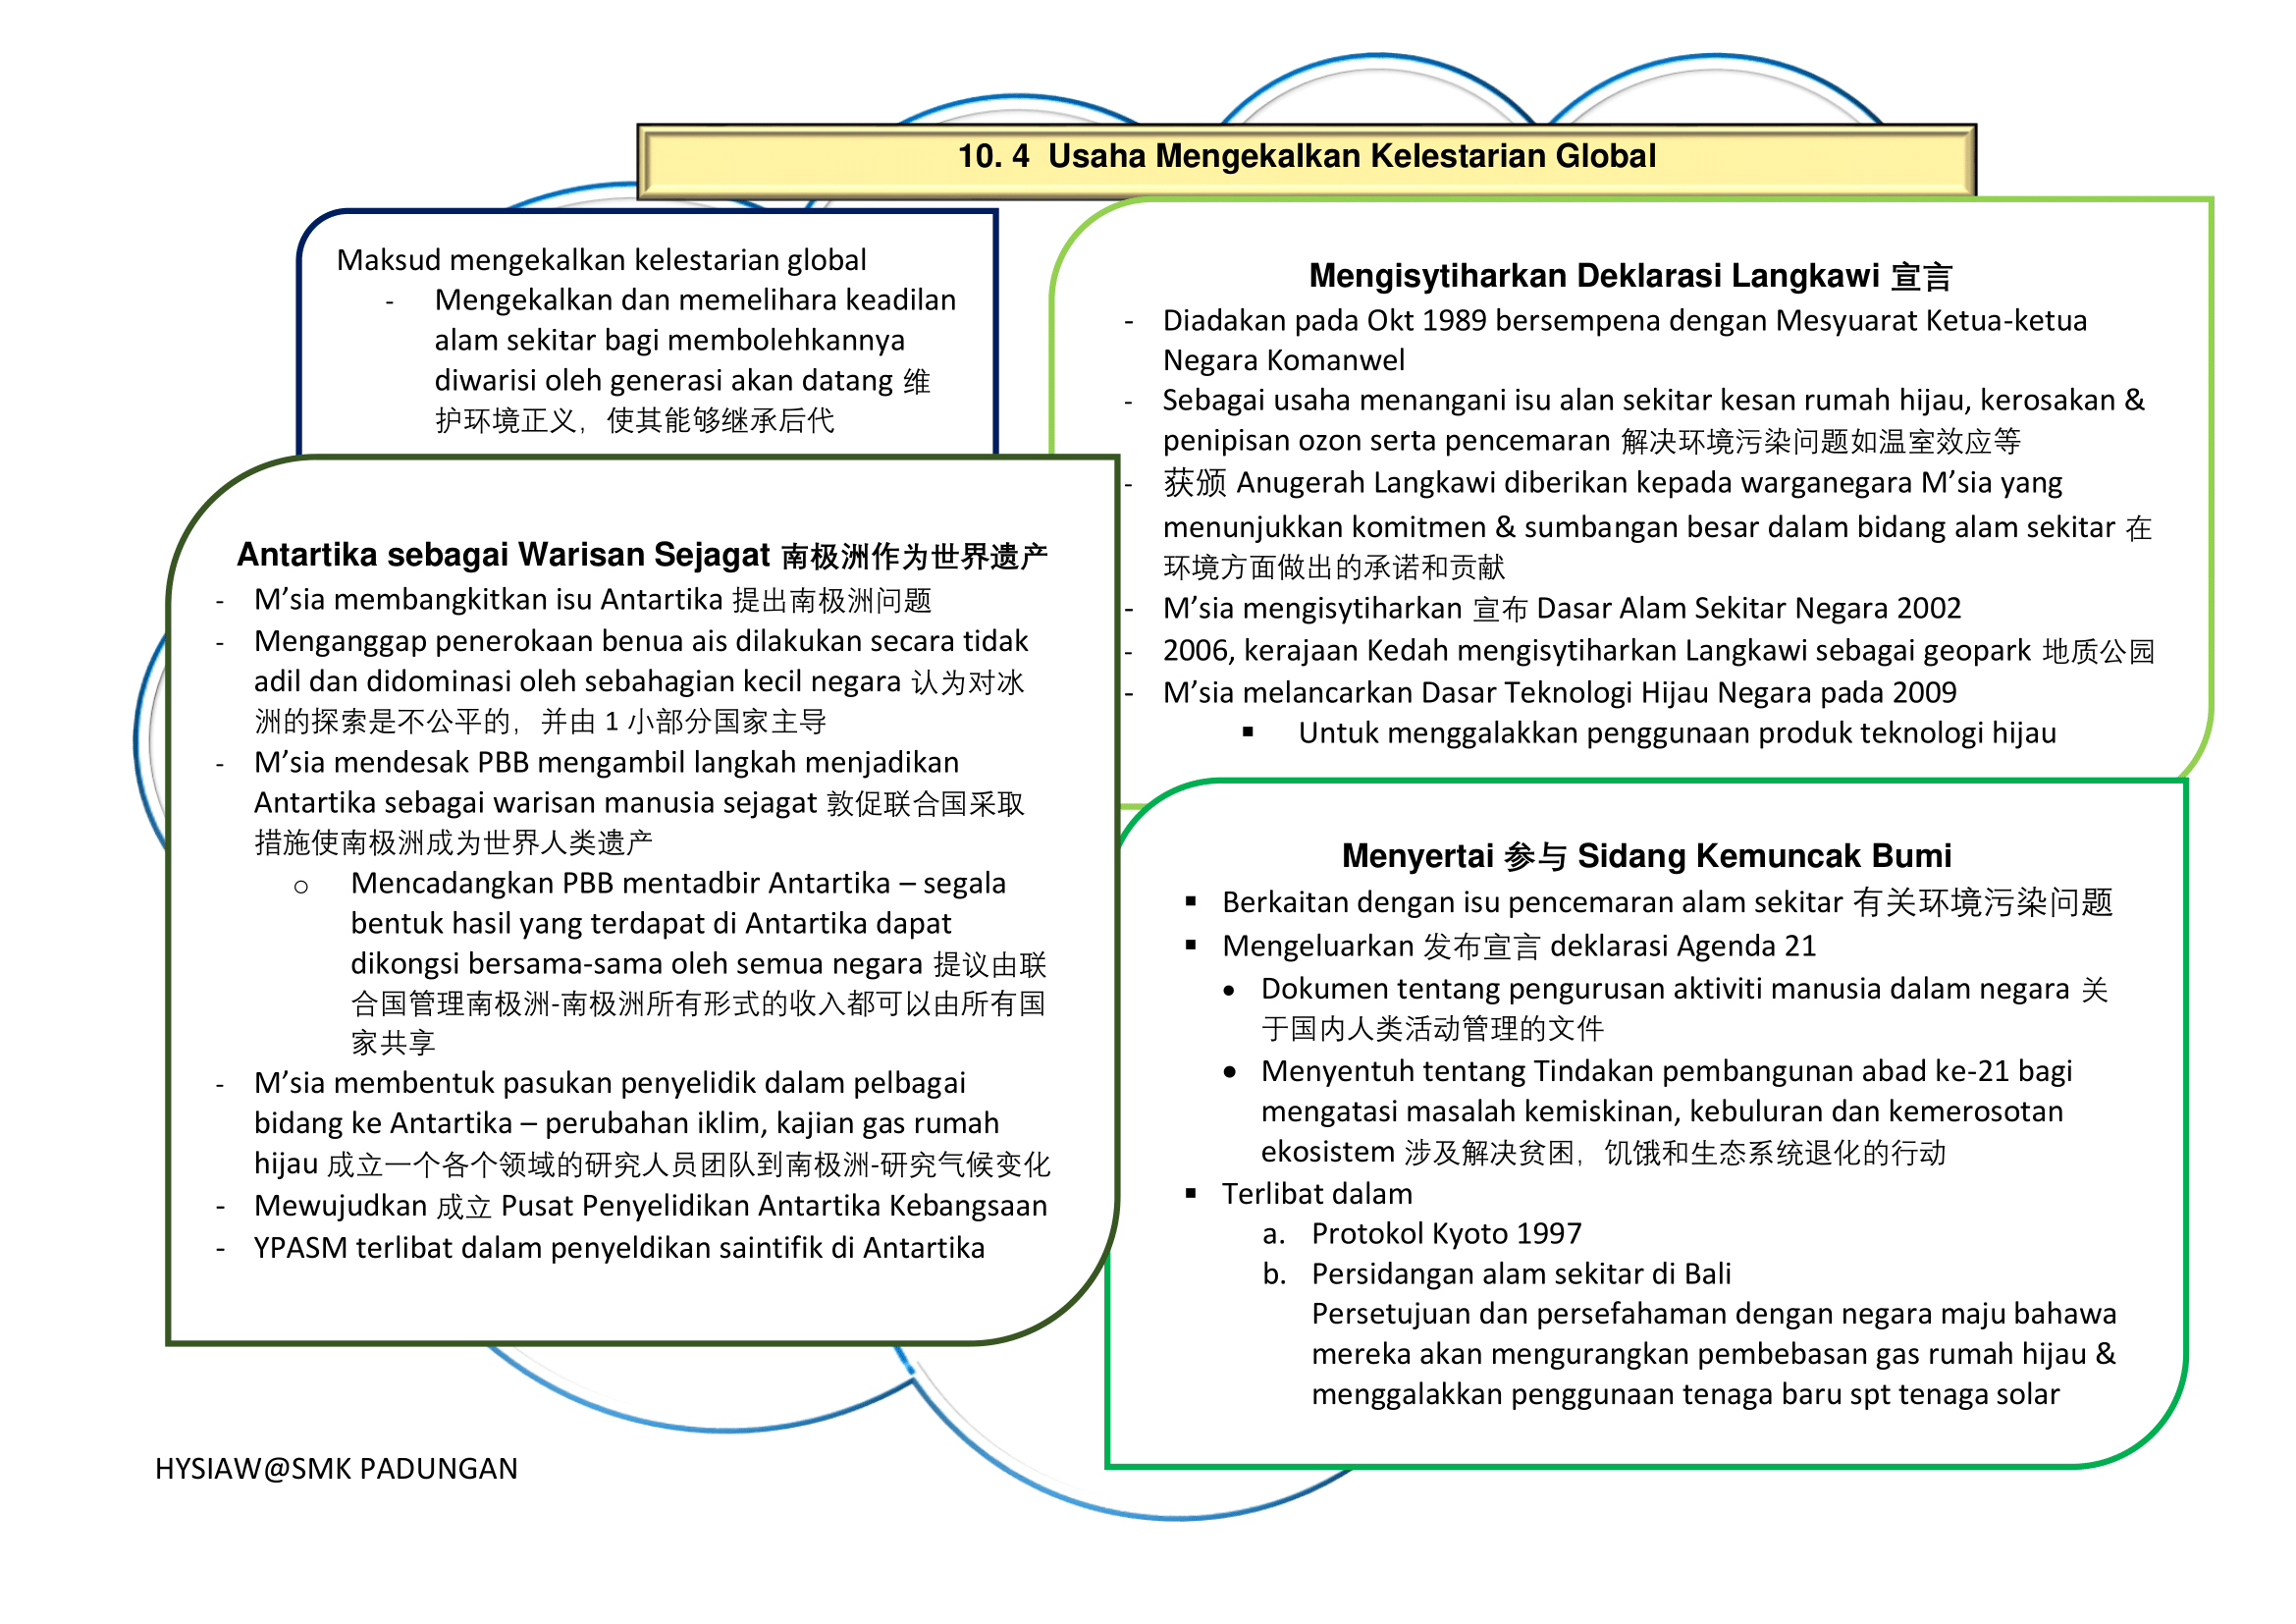 10. 4  Usaha Mengekalkan Kelestarian Global
Maksud mengekalkan kelestarian global
- Mengekalkan dan memelihara keadilan
alam sekitar bagi membolehkannya
diwarisi oleh generasi akan datang 维
护环境正义，使其能够继承后代
Antartika sebagai Warisan Sejagat 南极洲作为世界遗产
- M’sia membangkitkan isu Antartika 提出南极洲问题
- Menganggap penerokaan benua ais dilakukan secara tidak
adil dan didominasi oleh sebahagian kecil negara 认为对冰
洲的探索是不公平的，并由 1 小部分国家主导
- M’sia mendesak PBB mengambil langkah menjadikan
Antartika sebagai warisan manusia sejagat 敦促联合国采取
措施使南极洲成为世界人类遗产
o Mencadangkan PBB mentadbir Antartika – segala
bentuk hasil yang terdapat di Antartika dapat
dikongsi bersama-sama oleh semua negara 提议由联
合国管理南极洲-南极洲所有形式的收入都可以由所有国
家共享
- M’sia membentuk pasukan penyelidik dalam pelbagai
bidang ke Antartika – perubahan iklim, kajian gas rumah
hijau 成立一个各个领域的研究人员团队到南极洲-研究气候变化
- Mewujudkan 成立 Pusat Penyelidikan Antartika Kebangsaan
- YPASM terlibat dalam penyeldikan saintifik di Antartika
Mengisytiharkan Deklarasi Langkawi 宣言
- Diadakan pada Okt 1989 bersempena dengan Mesyuarat Ketua-ketua
Negara Komanwel
- Sebagai usaha menangani isu alan sekitar kesan rumah hijau, kerosakan &
penipisan ozon serta pencemaran 解决环境污染问题如温室效应等
- 获颁 Anugerah Langkawi diberikan kepada warganegara M’sia yang
menunjukkan komitmen & sumbangan besar dalam bidang alam sekitar 在
环境方面做出的承诺和贡献
- M’sia mengisytiharkan 宣布 Dasar Alam Sekitar Negara 2002
- 2006, kerajaan Kedah mengisytiharkan Langkawi sebagai geopark 地质公园
- M’sia melancarkan Dasar Teknologi Hijau Negara pada 2009
▪ Untuk menggalakkan penggunaan produk teknologi hijau
Menyertai 参与 Sidang Kemuncak Bumi
▪ Berkaitan dengan isu pencemaran alam sekitar 有关环境污染问题
▪ Mengeluarkan 发布宣言 deklarasi Agenda 21
• Dokumen tentang pengurusan aktiviti manusia dalam negara 关
于国内人类活动管理的文件
• Menyentuh tentang Tindakan pembangunan abad ke-21 bagi
mengatasi masalah kemiskinan, kebuluran dan kemerosotan
ekosistem 涉及解决贫困，饥饿和生态系统退化的行动
▪ Terlibat dalam
a. Protokol Kyoto 1997
b. Persidangan alam sekitar di Bali
Persetujuan dan persefahaman dengan negara maju bahawa
mereka akan mengurangkan pembebasan gas rumah hijau &
menggalakkan penggunaan tenaga baru spt tenaga solar
HYSIAW@SMK PADUNGAN